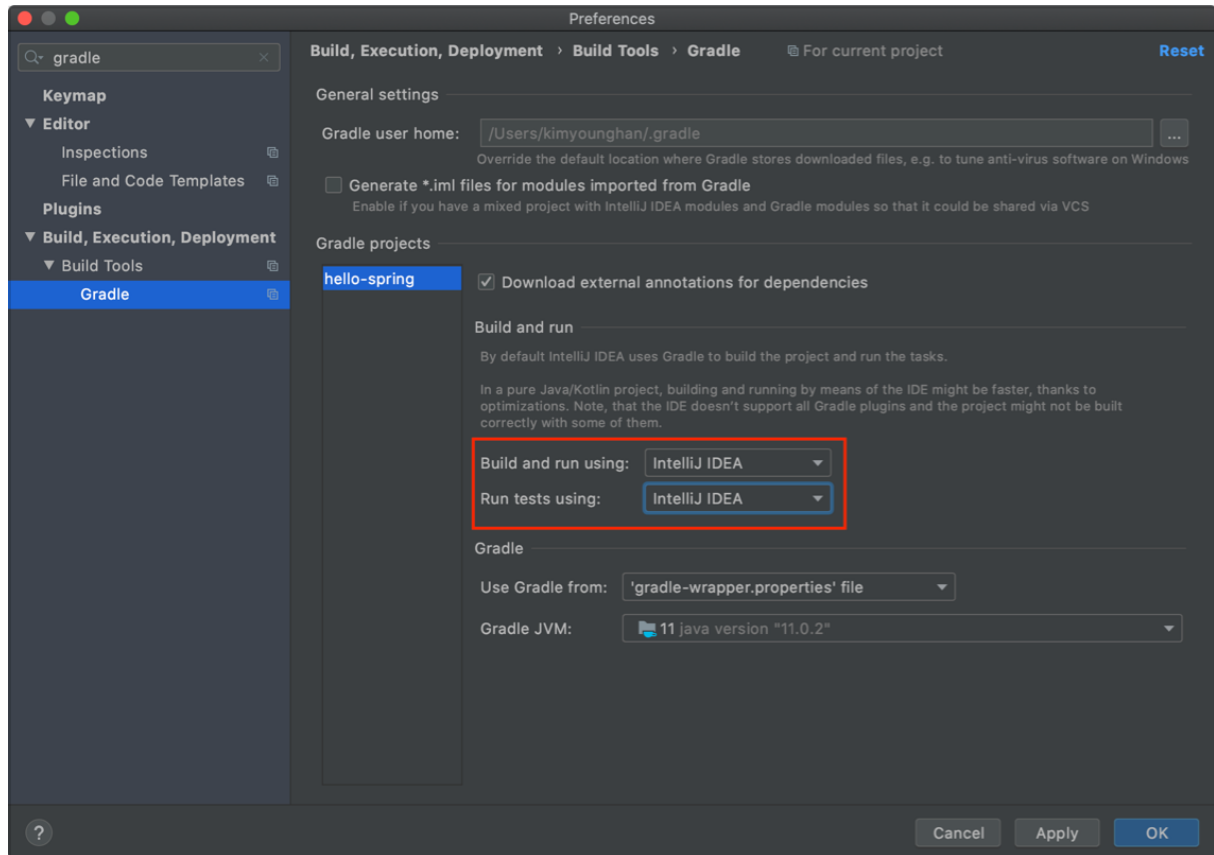 Preferences
gradle
Keymap
Editor
Inspections
File and Code Templates
Plugins
Build, Execution, Deployment
Build Tools
Gradle
Build, Execution, Deployment › Build Tools › Gradle
For current project
Reset
General settings
Gradle user home: /Users/kimyounghan/.gradle ...
Override the default location where Gradle stores downloaded files, e.g. to tune anti-virus software on Windows
Generate *.iml files for modules imported from Gradle
Enable if you have a mixed project with IntelliJ IDEA modules and Gradle modules so that it could be shared via VCS
Gradle projects
hello-spring
Download external annotations for dependencies
Build and run
By default IntelliJ IDEA uses Gradle to build the project and run the tasks.
In a pure Java/Kotlin project, building and running by means of the IDE might be faster, thanks to
optimizations. Note, that the IDE doesn't support all Gradle plugins and the project might not be built
correctly with some of them.
Build and run using: IntelliJ IDEA
Run tests using: IntelliJ IDEA
Gradle
Use Gradle from: 'gradle-wrapper.properties' file
Gradle JVM: 11 java version "11.0.2"
?
Cancel
Apply
OK